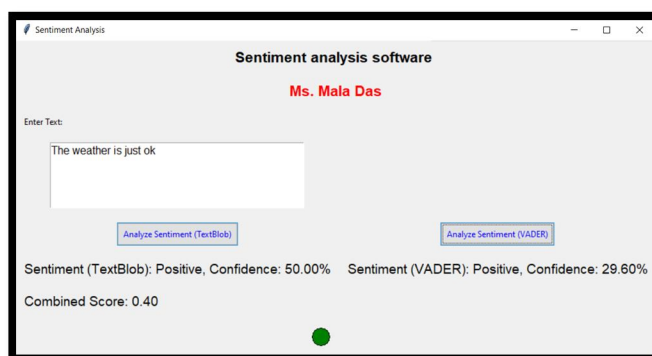 Sentiment Analysis
Sentiment analysis software
Ms. Mala Das
Enter Text:
The weather is just ok
Analyze Sentiment (TextBlob) Analyze Sentiment (VADER)
Sentiment (TextBlob): Positive, Confidence: 50.00% Sentiment (VADER): Positive, Confidence: 29.60%
Combined Score: 0.40